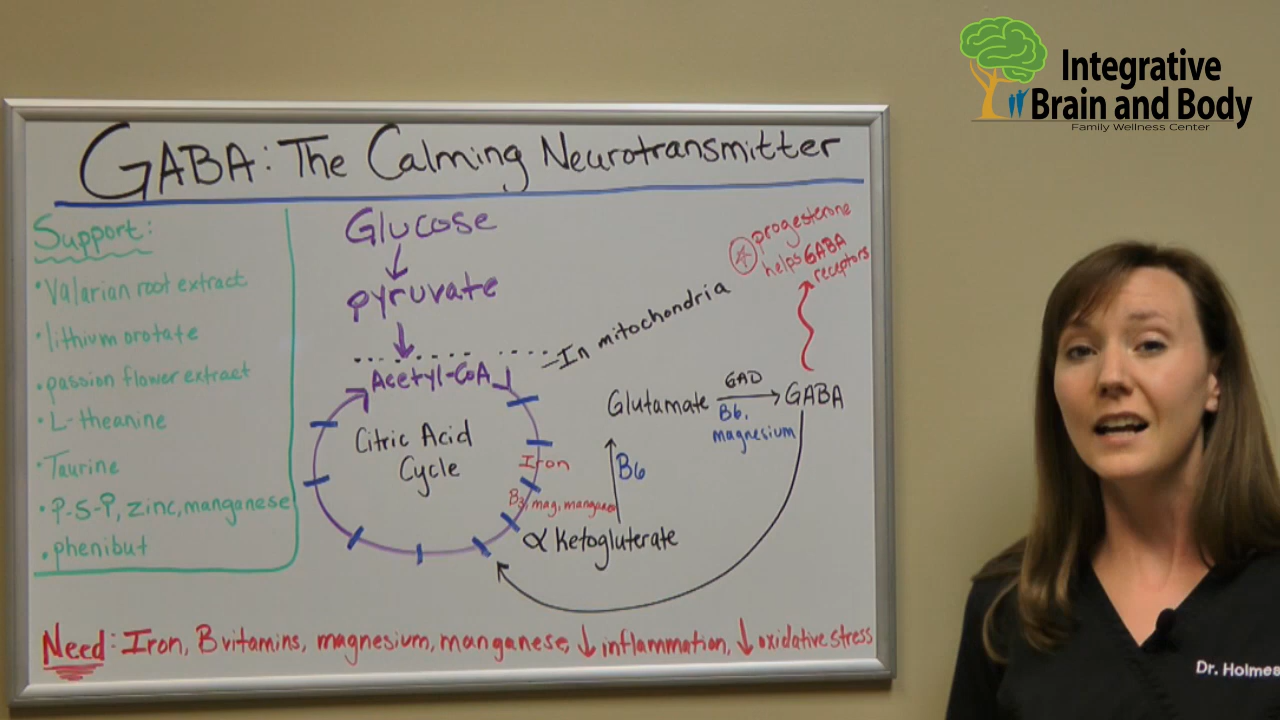 Integrative
Brain and Body
Family Wellness Center
GABA: The Calming Neurotransmitter
Support:
• Valarian root extract
• lithium orotate
• passion flower extract
• L-theanine
• Taurine
• P-5-P, zinc, manganese
• phenibut
Glucose
pyruvate
Acetyl-CoA
Citric Acid
Cycle
In mitochondria
progesterone
helps GABA
receptors
Glutamate
GAD
B6,
magnesium
GABA
Iron
B3, mag, manganese
B6
α Ketogluterate
Need: Iron, B vitamins, magnesium, manganese, ↓ inflammation, ↓ oxidative stress
Dr. Holmes